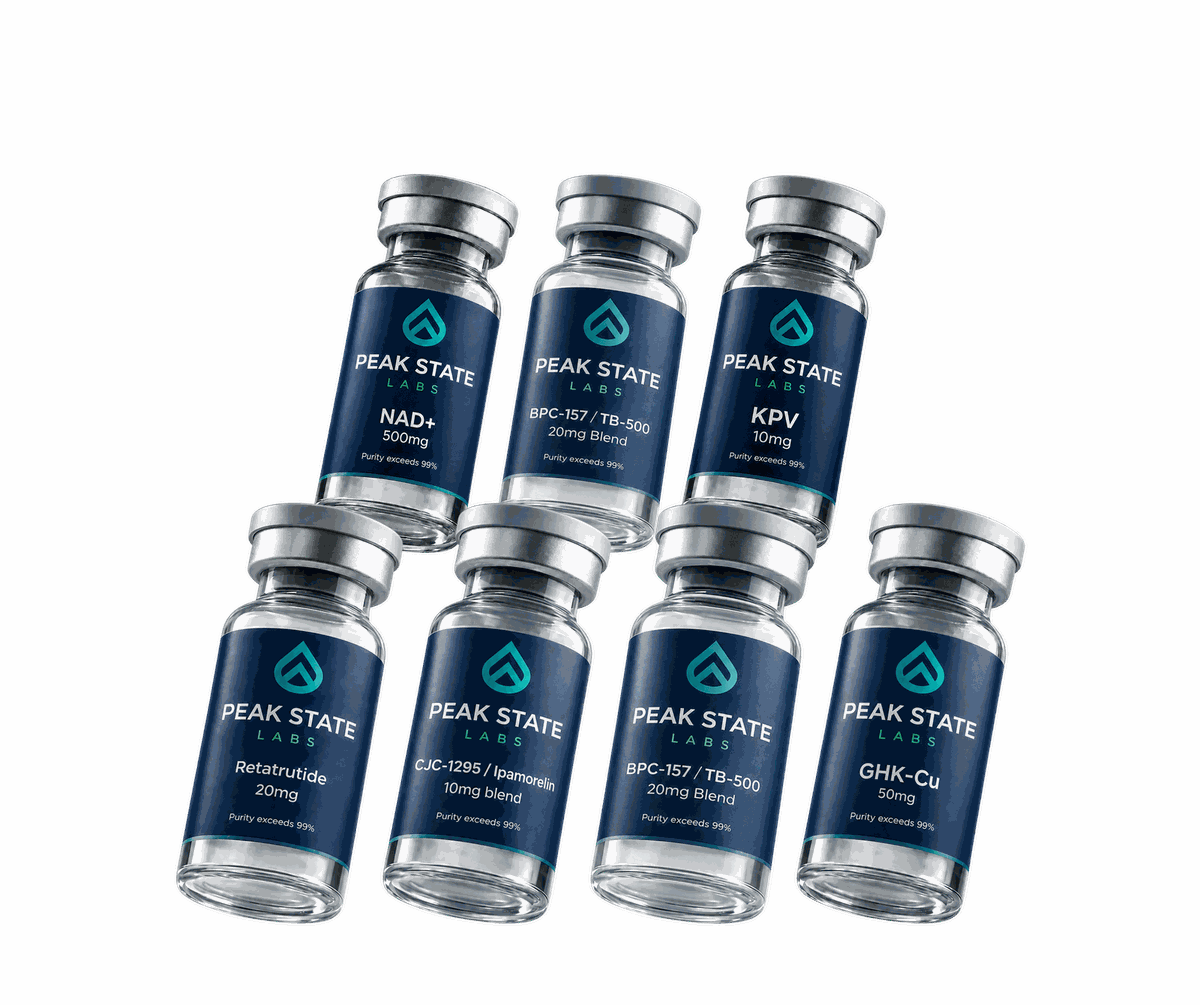 PEAK STATE
LABS
NAD+
500mg
Purity exceeds 99%
PEAK STATE
LABS
BPC-157 / TB-500
20mg Blend
Purity exceeds 99%
PEAK STATE
LABS
KPV
10mg
Purity exceeds 99%
PEAK STATE
LABS
Retatrutide
20mg
Purity exceeds 99%
PEAK STATE
LABS
CJC-1295 / Ipamorelin
10mg blend
Purity exceeds 99%
PEAK STATE
LABS
BPC-157 / TB-500
20mg Blend
Purity exceeds 99%
PEAK STATE
LABS
GHK-Cu
50mg
Purity exceeds 99%